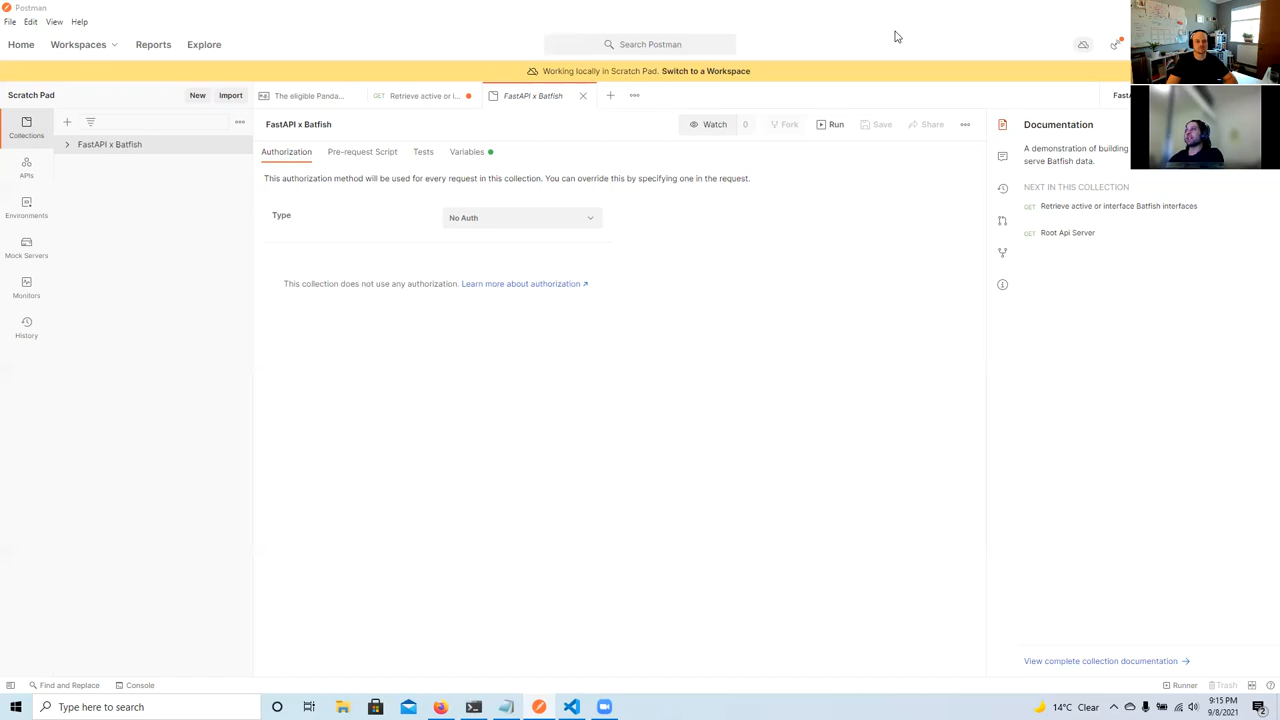 Postman
File Edit View Help
Home Workspaces Reports Explore Search Postman
Working locally in Scratch Pad. Switch to a Workspace
Scratch Pad New Import
The eligible Panda...
GET Retrieve active or i...
FastAPI x Batfish
Collections
FastAPI x Batfish
APIs
Environments
Mock Servers
Monitors
History
FastAPI x Batfish
Watch 0 Fork Run Save Share
Authorization Pre-request Script Tests Variables
This authorization method will be used for every request in this collection. You can override this by specifying one in the request.
Type No Auth
This collection does not use any authorization. Learn more about authorization
Documentation
A demonstration of building
serve Batfish data.
NEXT IN THIS COLLECTION
GET Retrieve active or interface Batfish interfaces
GET Root Api Server
View complete collection documentation
Find and Replace Console
Runner Trash
Type here to search
14°C Clear
9:15 PM
9/8/2021